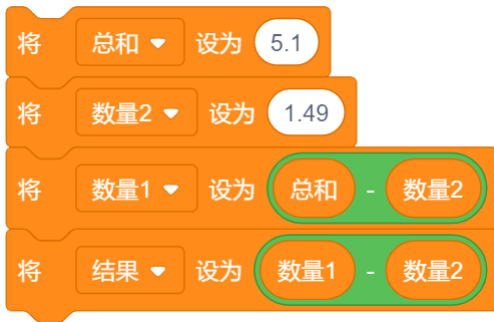 将 总和 设为 5.1
将 数量2 设为 1.49
将 数量1 设为 总和 - 数量2
将 结果 设为 数量1 - 数量2